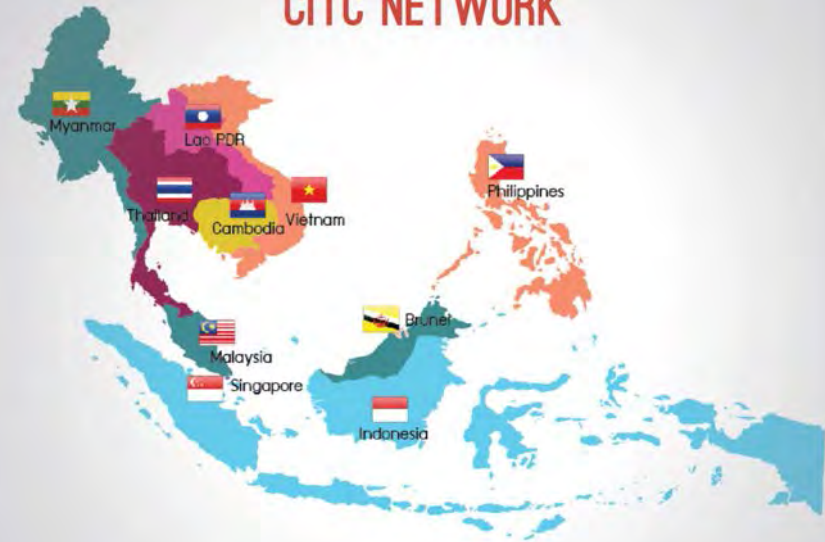 CITC NETWORK
Myanmar
Lao PDR
Thailand
Cambodia
Vietnam
Philippines
Brunei
Malaysia
Singapore
Indonesia